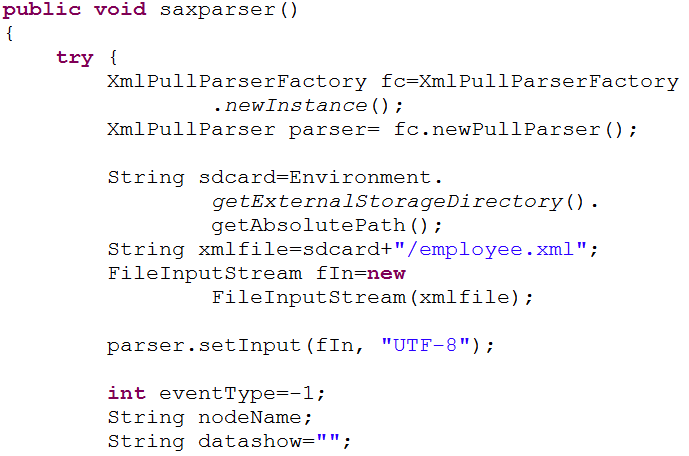 public void saxparser()
{
    try {
        XmlPullParserFactory fc=XmlPullParserFactory
                .newInstance();
        XmlPullParser parser= fc.newPullParser();

        String sdcard=Environment.
                getExternalStorageDirectory().
                getAbsolutePath();
        String xmlfile=sdcard+"/employee.xml";
        FileInputStream fIn=new
                FileInputStream(xmlfile);

        parser.setInput(fIn, "UTF-8");

        int eventType=-1;
        String nodeName;
        String datashow="";